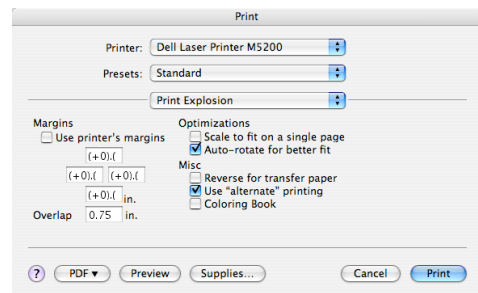 Print
Printer: Dell Laser Printer M5200
Presets: Standard
Print Explosion
Margins
Use printer's margins
(+0).(
(+0).( (+0).(
(+0).( in.
Overlap 0.75 in.
Optimizations
Scale to fit on a single page
Auto-rotate for better fit
Misc
Reverse for transfer paper
Use "alternate" printing
Coloring Book
? PDF▼ Preview Supplies... Cancel Print